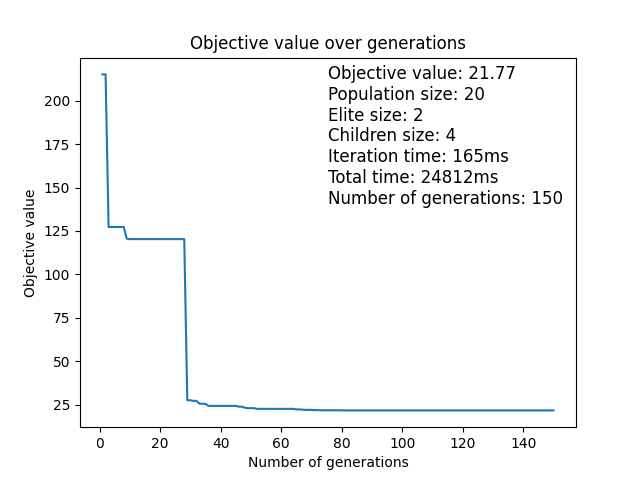 Objective value over generations
Objective value: 21.77
Population size: 20
Elite size: 2
Children size: 4
Iteration time: 165ms
Total time: 24812ms
Number of generations: 150
Objective value
200
175
150
125
100
75
50
25
0 20 40 60 80 100 120 140
Number of generations